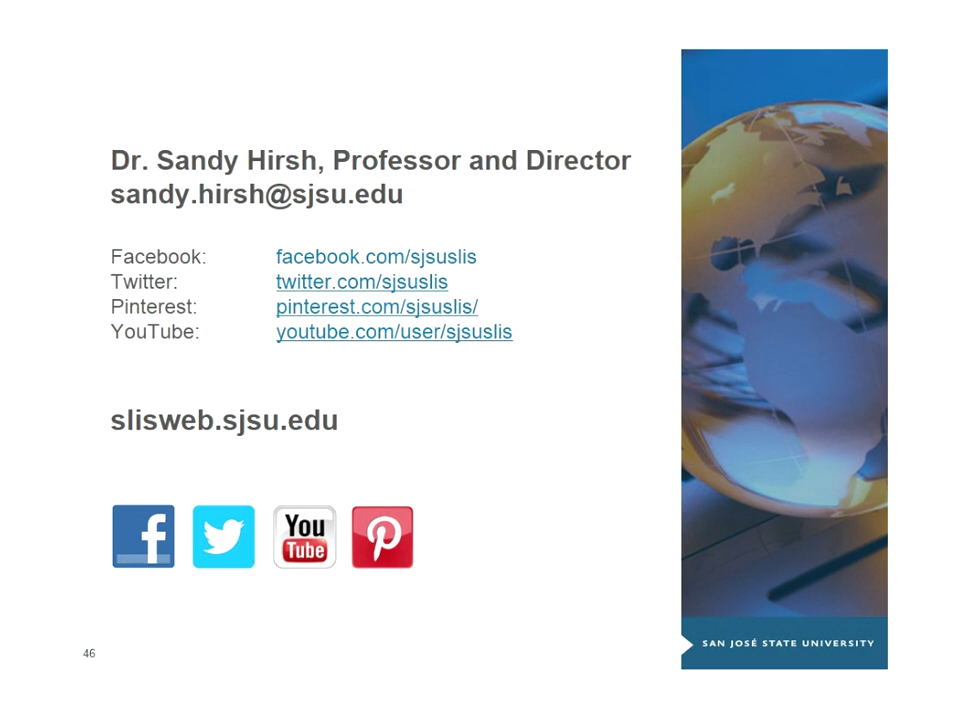 Dr. Sandy Hirsh, Professor and Director
sandy.hirsh@sjsu.edu
Facebook: facebook.com/sjsuslis
Twitter: twitter.com/sjsuslis
Pinterest: pinterest.com/sjsuslis/
YouTube: youtube.com/user/sjsuslis
slisweb.sjsu.edu
f
You
Tube
P
46
SAN JOSÉ STATE UNIVERSITY